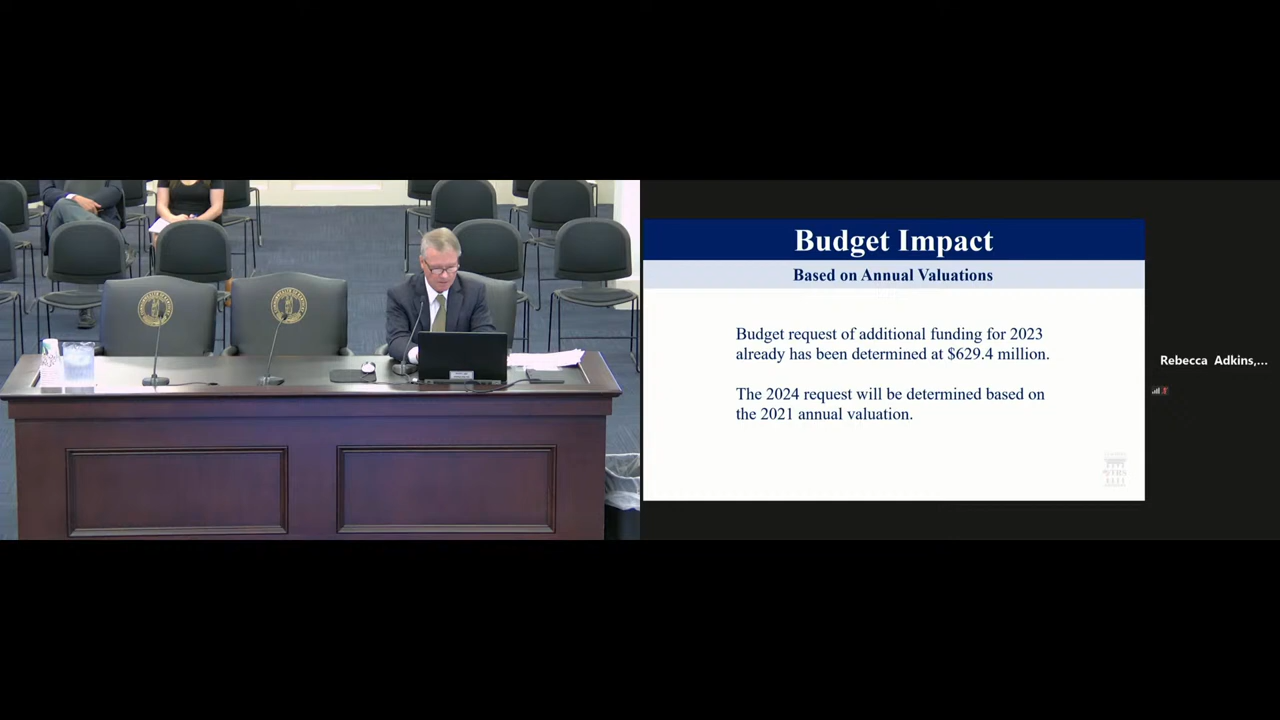 Budget Impact
Based on Annual Valuations
Budget request of additional funding for 2023
already has been determined at $629.4 million.
The 2024 request will be determined based on
the 2021 annual valuation.
Rebecca Adkins,...